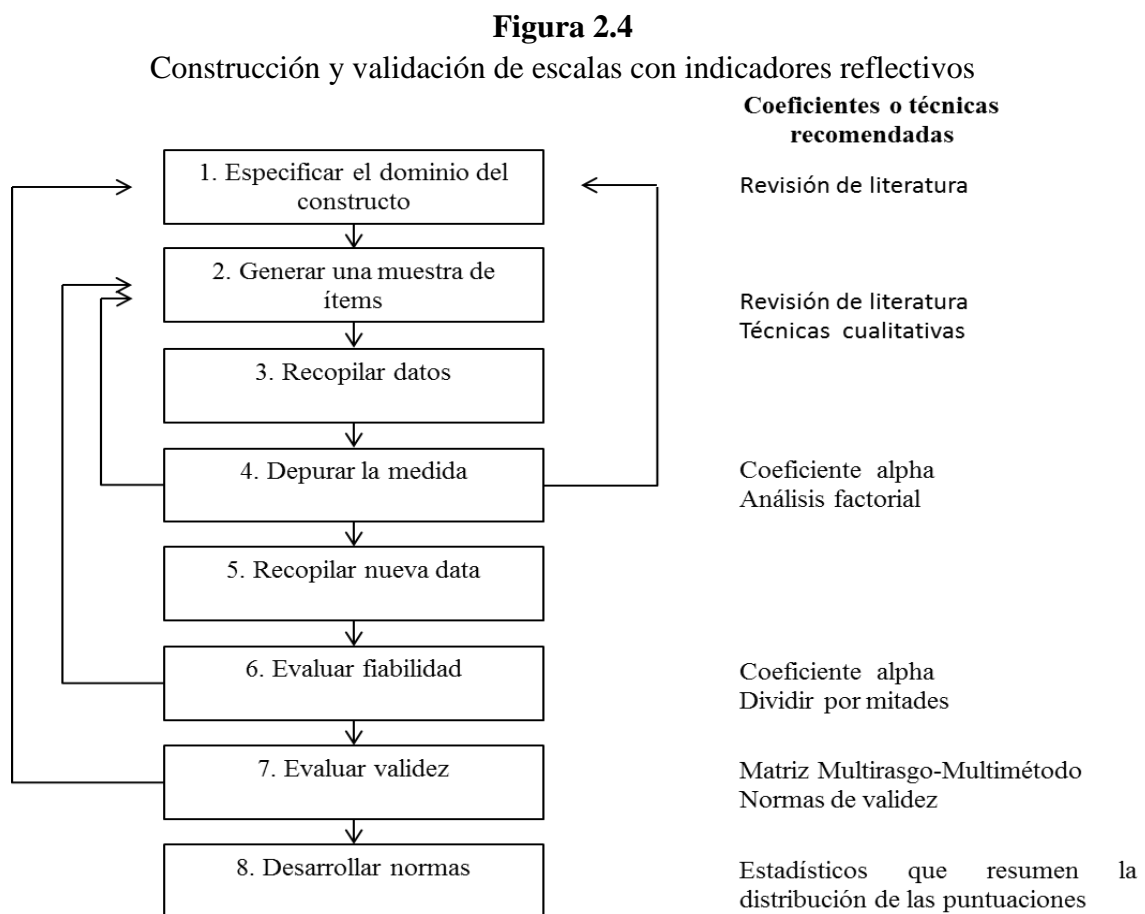 Figura 2.4
Construcción y validación de escalas con indicadores reflectivos
Coeficientes o técnicas
recomendadas
1. Especificar el dominio del
constructo
Revisión de literatura
2. Generar una muestra de
ítems
Revisión de literatura
Técnicas cualitativas
3. Recopilar datos
4. Depurar la medida
Coeficiente alpha
Análisis factorial
5. Recopilar nueva data
6. Evaluar fiabilidad
Coeficiente alpha
Dividir por mitades
7. Evaluar validez
Matriz Multirasgo-Multimétodo
Normas de validez
8. Desarrollar normas
Estadísticos que resumen la
distribución de las puntuaciones